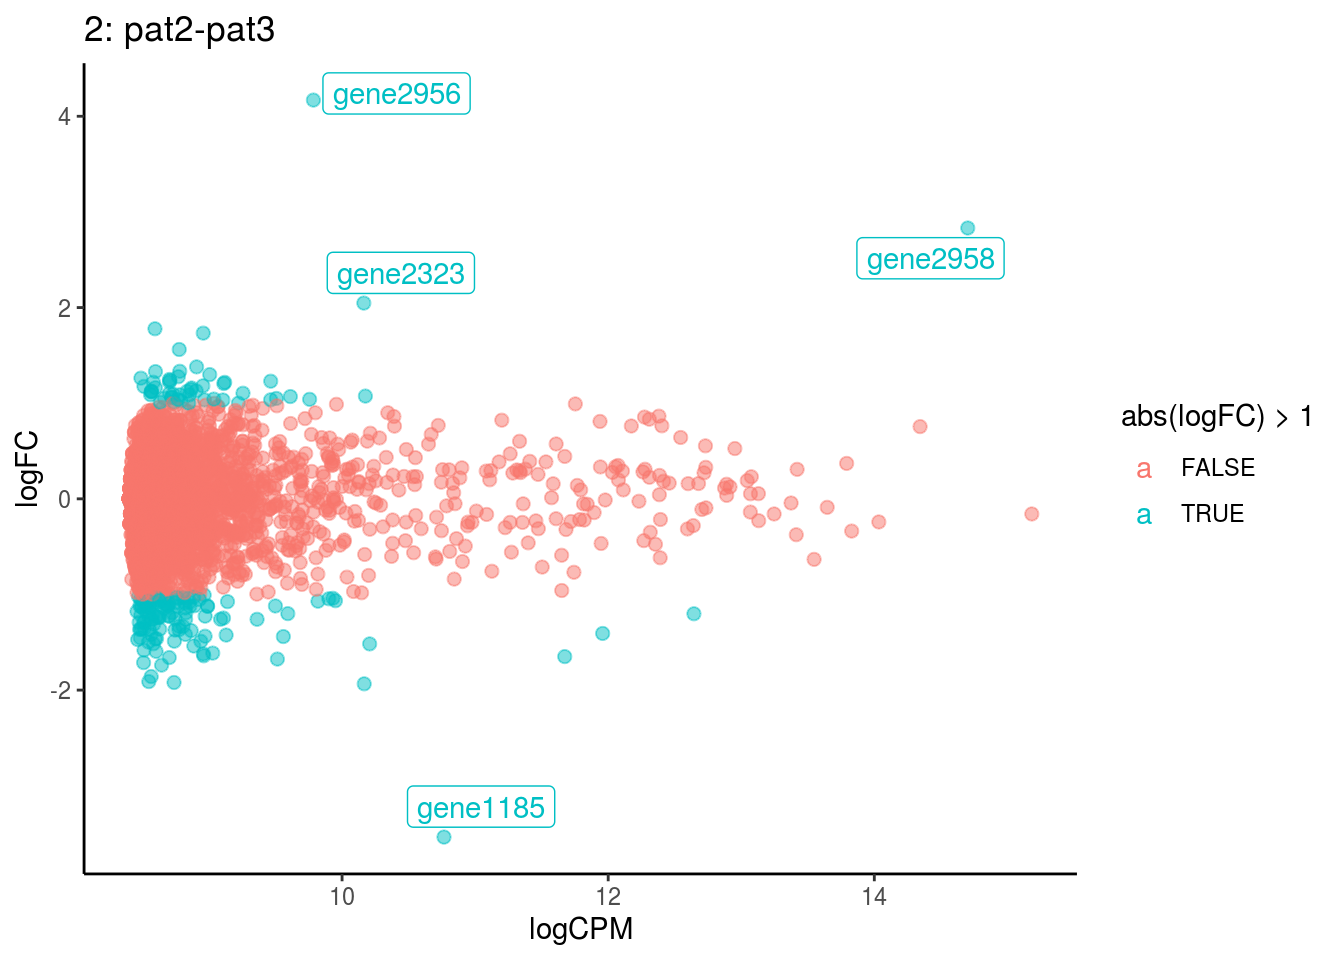 2: pat2-pat3
gene2956
gene2958
gene2323
gene1185
4
2
0
-2
logFC
10
12
14
logCPM
abs(logFC) > 1
a FALSE
a TRUE